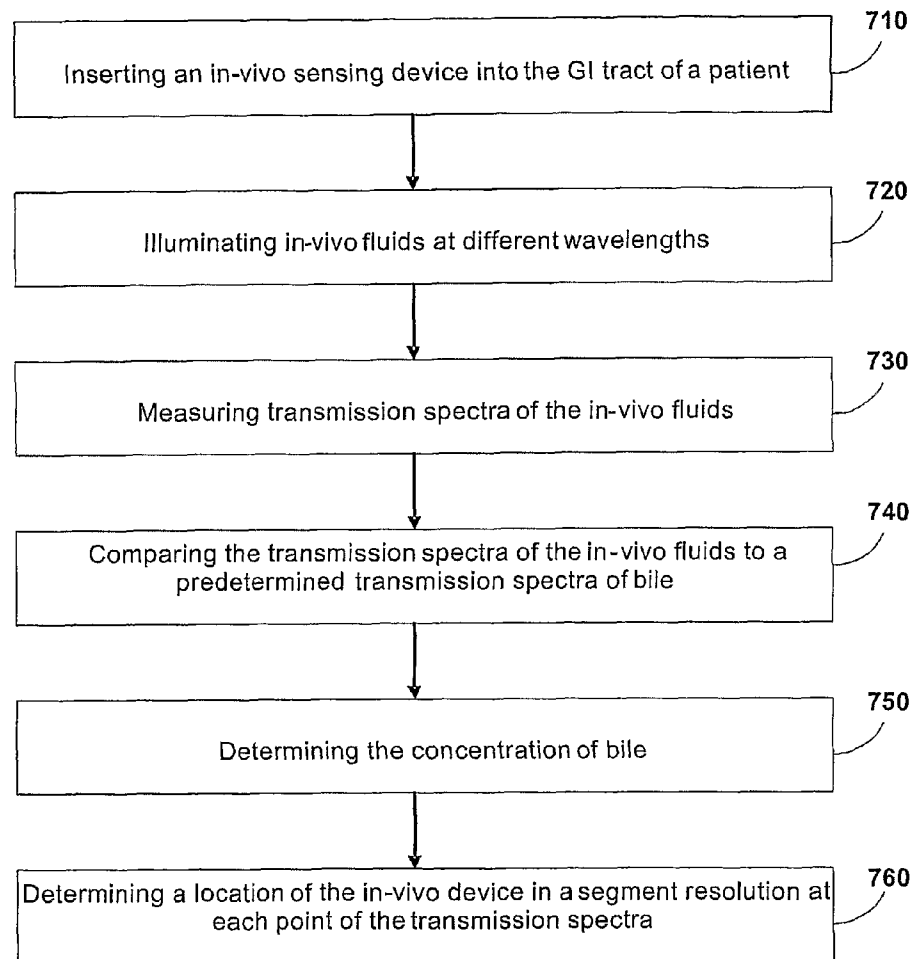 710
Inserting an in-vivo sensing device into the GI tract of a patient
720
Illuminating in-vivo fluids at different wavelengths
730
Measuring transmission spectra of the in-vivo fluids
740
Comparing the transmission spectra of the in-vivo fluids to a
predetermined transmission spectra of bile
750
Determining the concentration of bile
760
Determining a location of the in-vivo device in a segment resolution at
each point of the transmission spectra